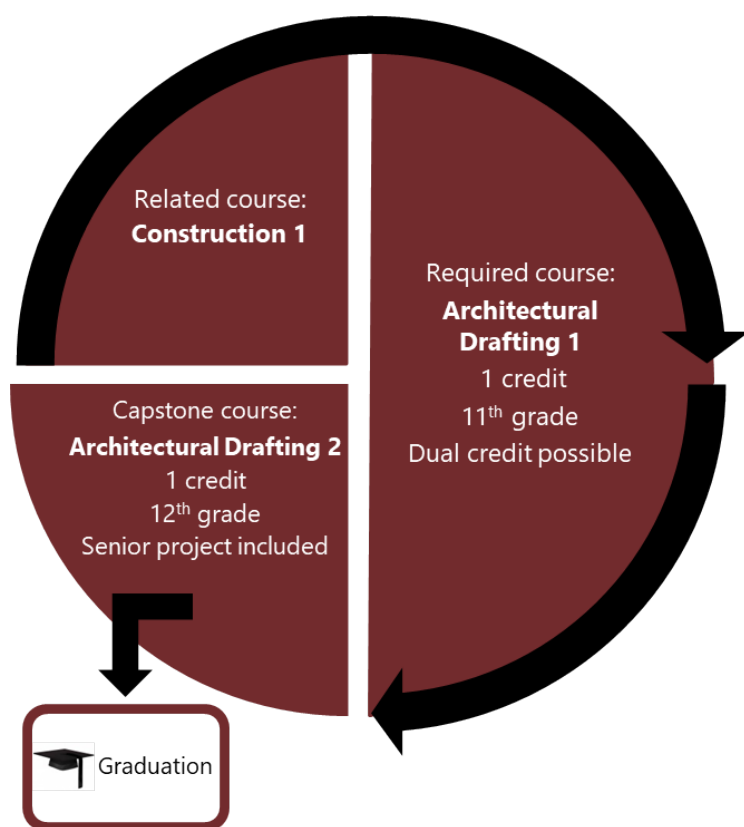 Related course:
Construction 1
Required course:
Architectural
Drafting 1
1 credit
11th grade
Dual credit possible
Capstone course:
Architectural Drafting 2
1 credit
12th grade
Senior project included
Graduation